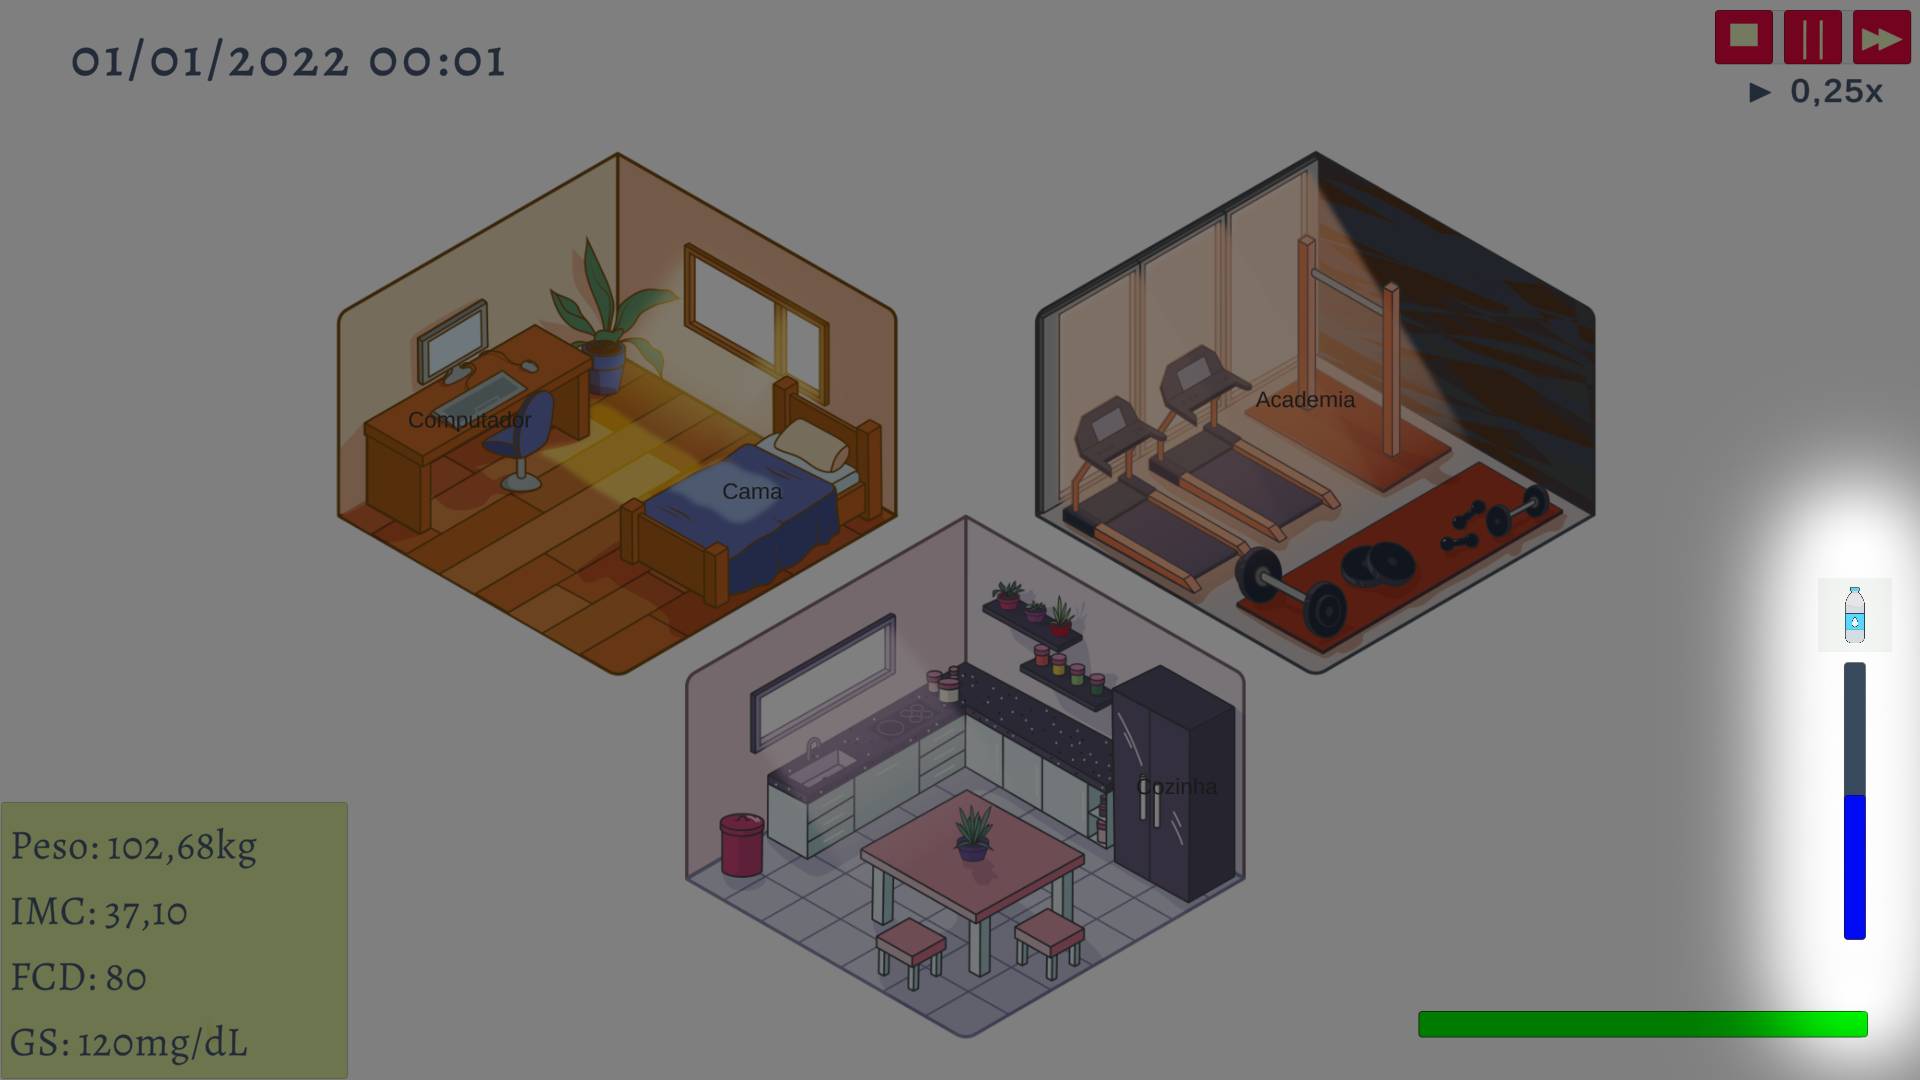 01/01/2022 00:01
► 0,25x
Computador
Cama
Academia
Cozinha
Peso: 102,68kg
IMC: 37,10
FCD: 80
GS: 120mg/dL